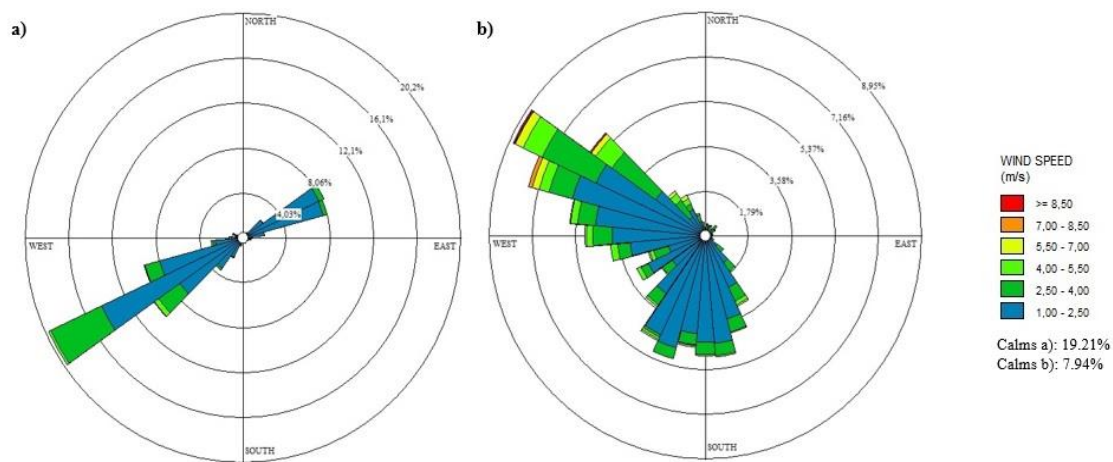 a)
NORTH
20,2%
16,1%
12,1%
8,06%
4,03%
WEST
EAST
SOUTH
b)
NORTH
8,95%
7,16%
5,37%
3,58%
1,79%
WEST
EAST
SOUTH
WIND SPEED
(m/s)
>= 8,50
7,00 - 8,50
5,50 - 7,00
4,00 - 5,50
2,50 - 4,00
1,00 - 2,50
Calms a): 19.21%
Calms b): 7.94%